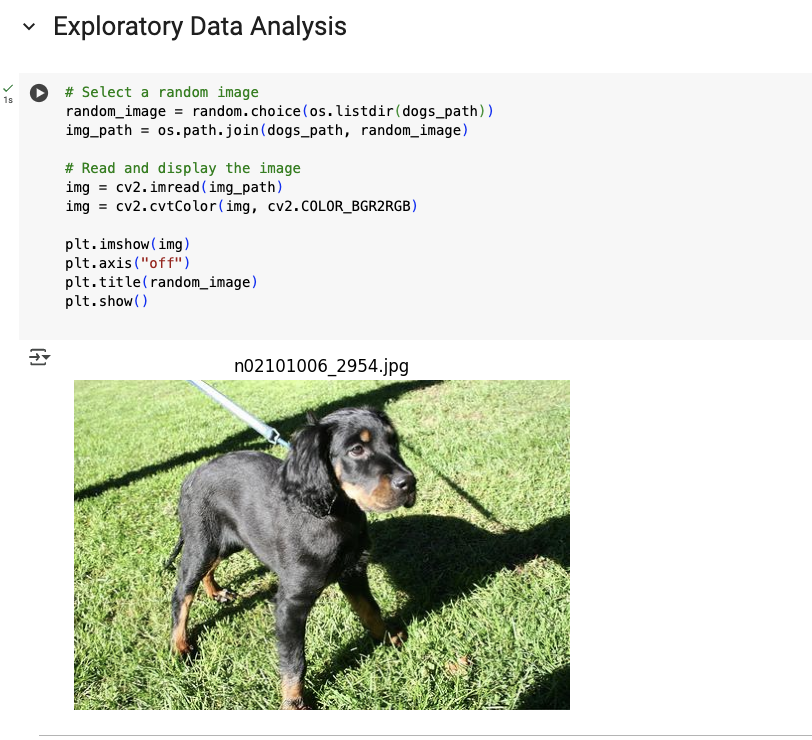 Exploratory Data Analysis
1s
# Select a random image
random_image = random.choice(os.listdir(dogs_path))
img_path = os.path.join(dogs_path, random_image)
# Read and display the image
img = cv2.imread(img_path)
img = cv2.cvtColor(img, cv2.COLOR_BGR2RGB)
plt.imshow(img)
plt.axis("off")
plt.title(random_image)
plt.show()
n02101006_2954.jpg